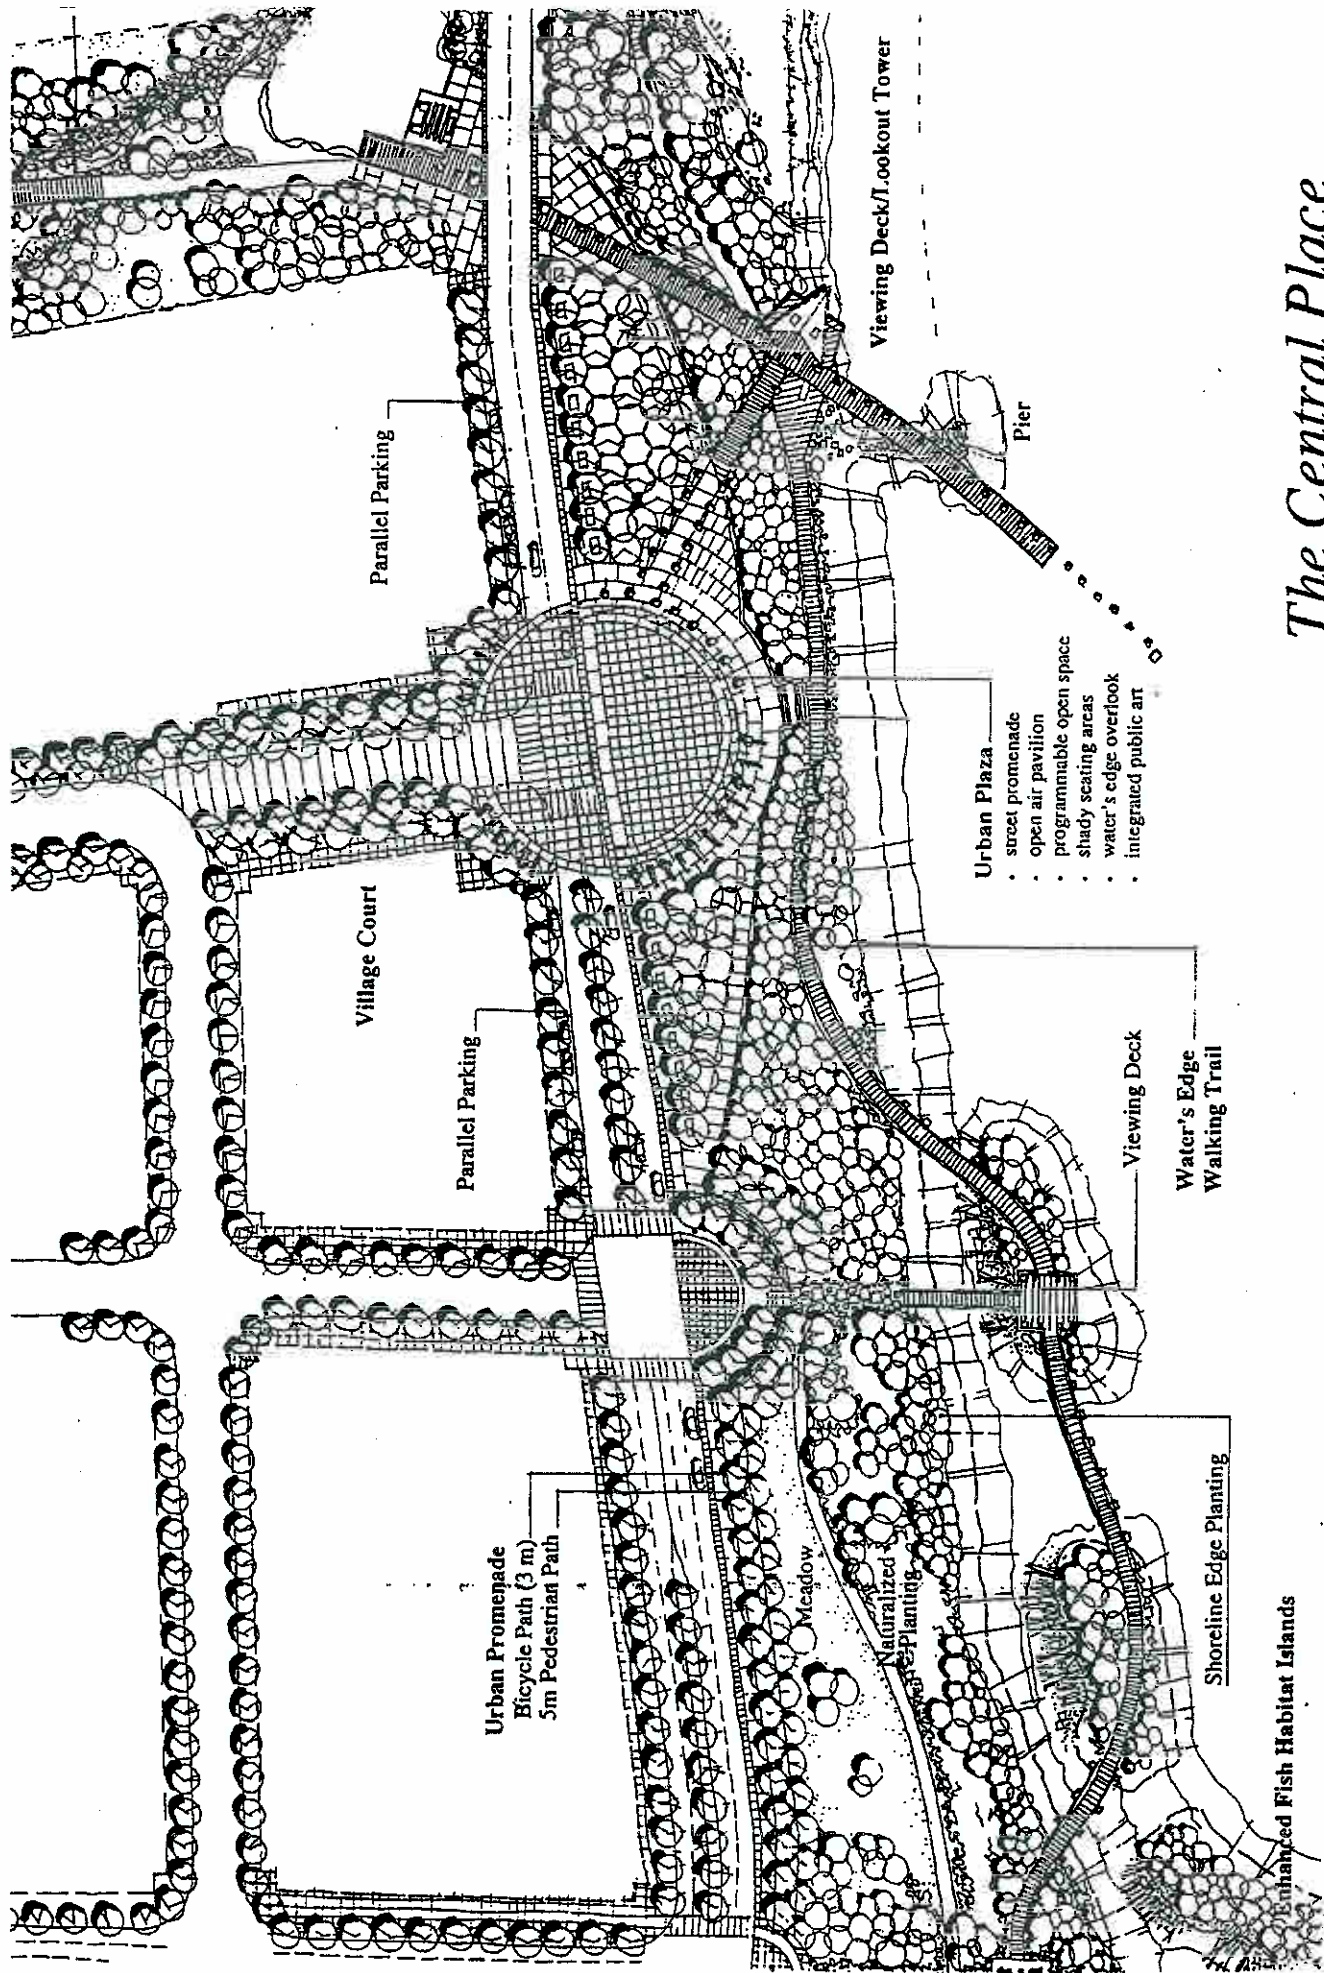 The Central Place
Viewing Deck/Lookout Tower
Pier
Parallel Parking
Urban Plaza
• street promenade
• open air pavilion
• programmable open space
• shady seating areas
• water's edge overlook
• integrated public art
Village Court
Parallel Parking
Viewing Deck
Water's Edge
Walking Trail
Urban Promenade
Bicycle Path (3 m)
5m Pedestrian Path
Meadow
Naturalized
Planting
Shoreline Edge Planting
Enhanced Fish Habitat Islands